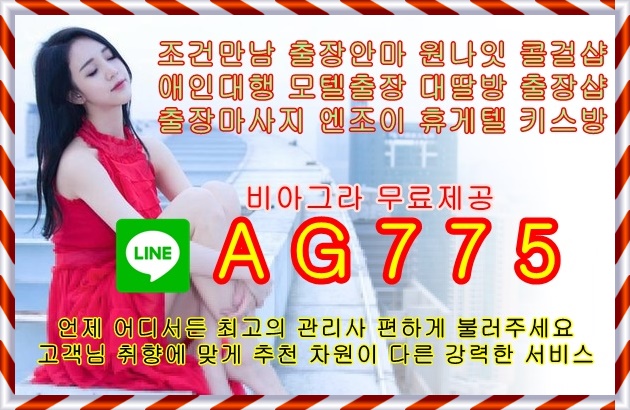 조건만남 출장안마 원나잇 콜걸샵
애인대행 모텔출장 대딸방 출장샵
출장마사지 엔조이 휴게텔 키스방
비아그라 무료제공
LINE
AG775
언제 어디서든 최고의 관리사 편하게 불러주세요
고객님 취향에 맞게 추천 차원이 다른 강력한 서비스